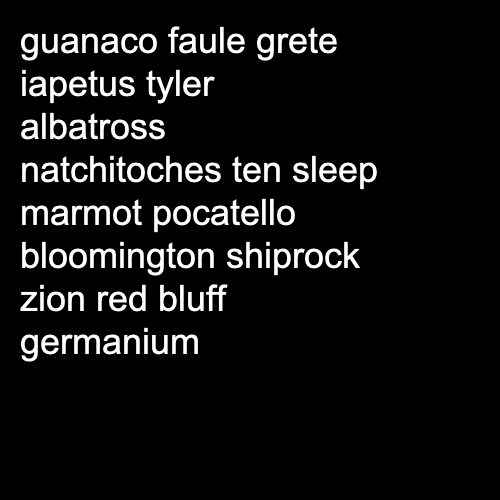 guanaco faule grete
iapetus tyler
albatross
natchitoches ten sleep
marmot pocatello
bloomington shiprock
zion red bluff
germanium